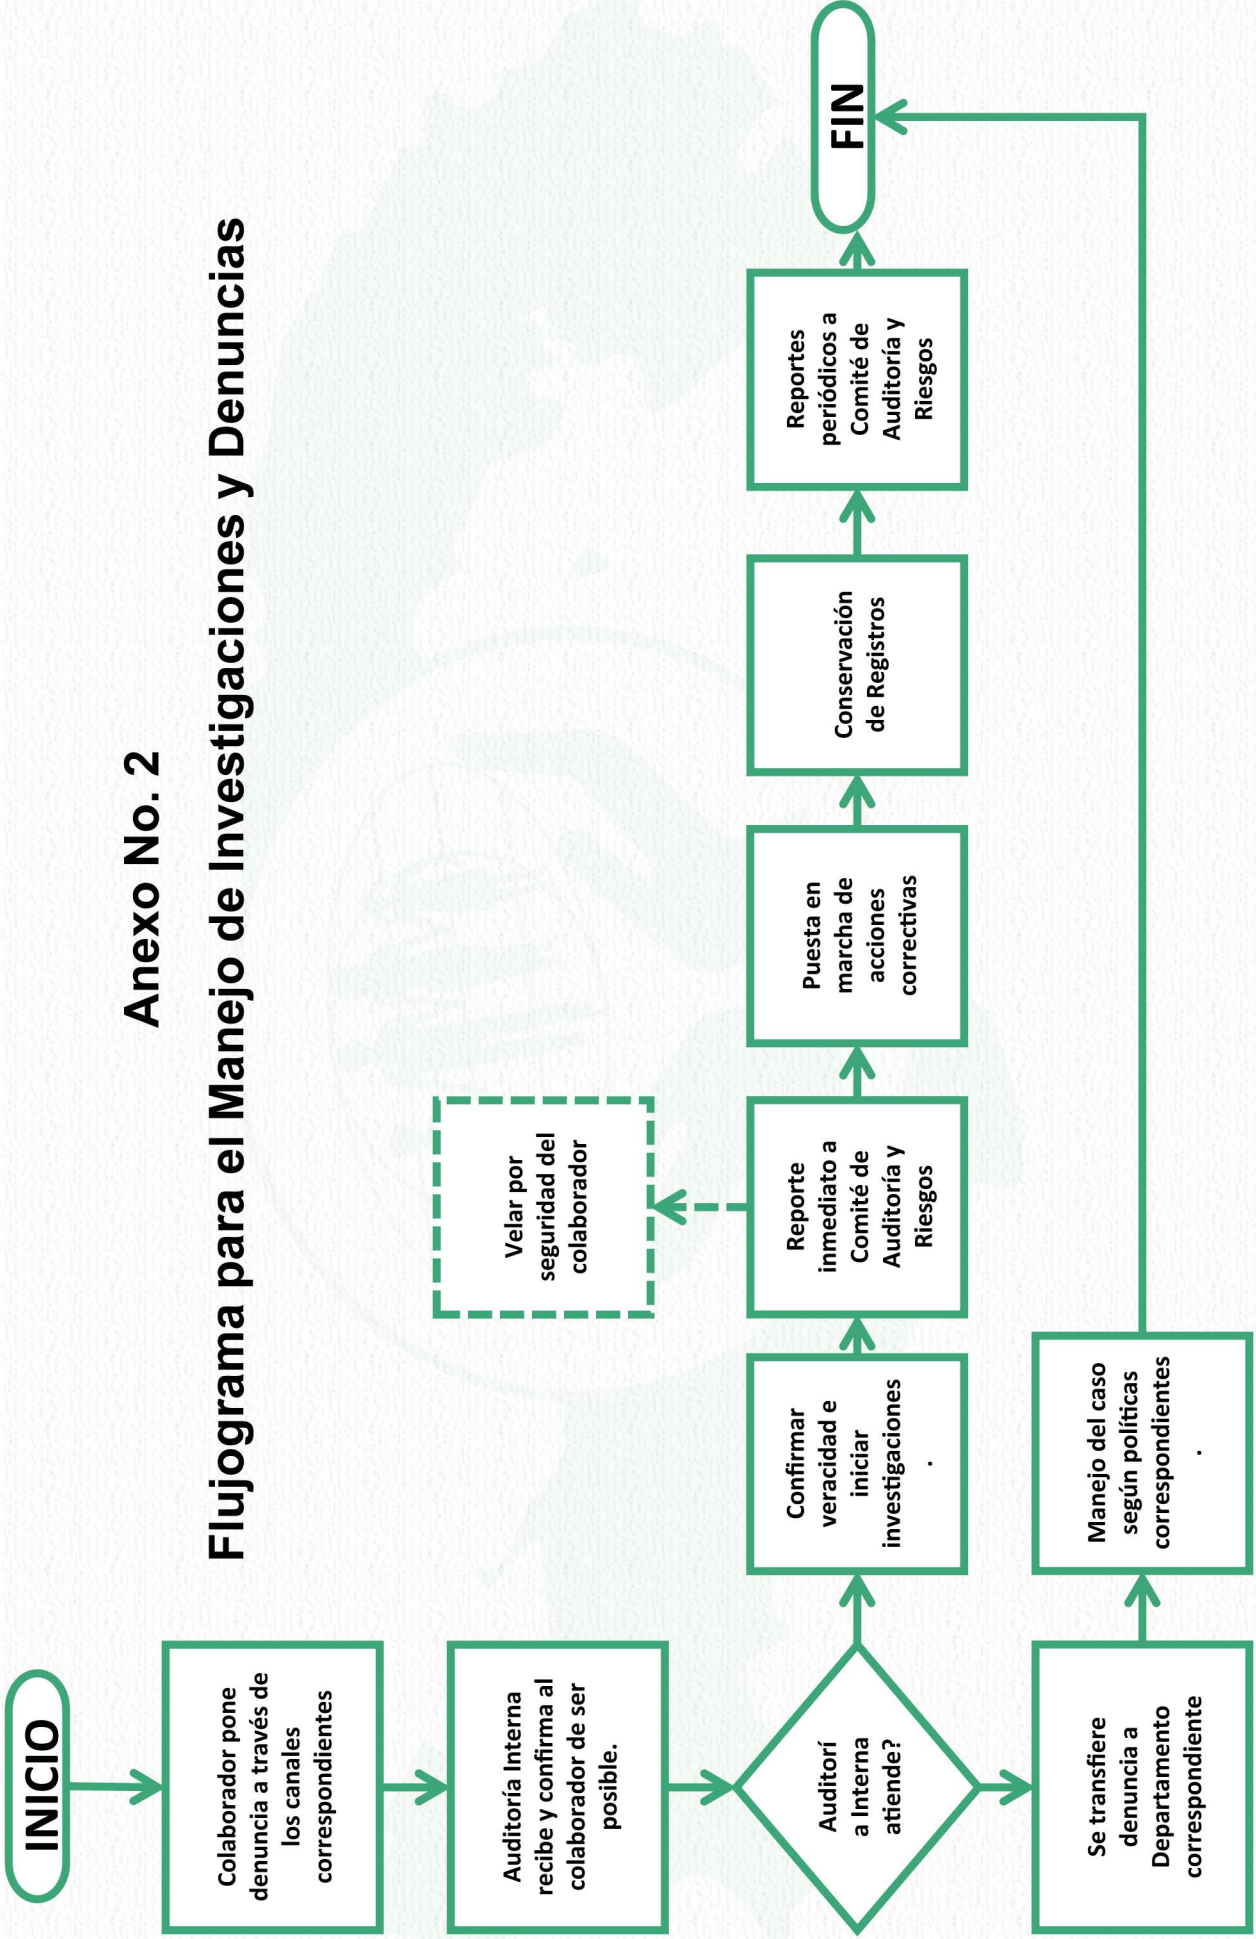 Anexo No. 2
Flujograma para el Manejo de Investigaciones y Denuncias
INICIO
Colaborador pone
denuncia a través de
los canales
correspondientes
Auditoría Interna
recibe y confirma al
colaborador de ser
posible.
Auditorí
a Interna
atiende?
Confirmar
veracidad e
iniciar
investigaciones
.
Reporte
inmediato a
Comité de
Auditoría y
Riesgos
Velar por
seguridad del
colaborador
Puesta en
marcha de
acciones
correctivas
Conservación
de Registros
Reportes
periódicos a
Comité de
Auditoría y
Riesgos
FIN
Se transfiere
denuncia a
Departamento
correspondiente
Manejo del caso
según políticas
correspondientes
.